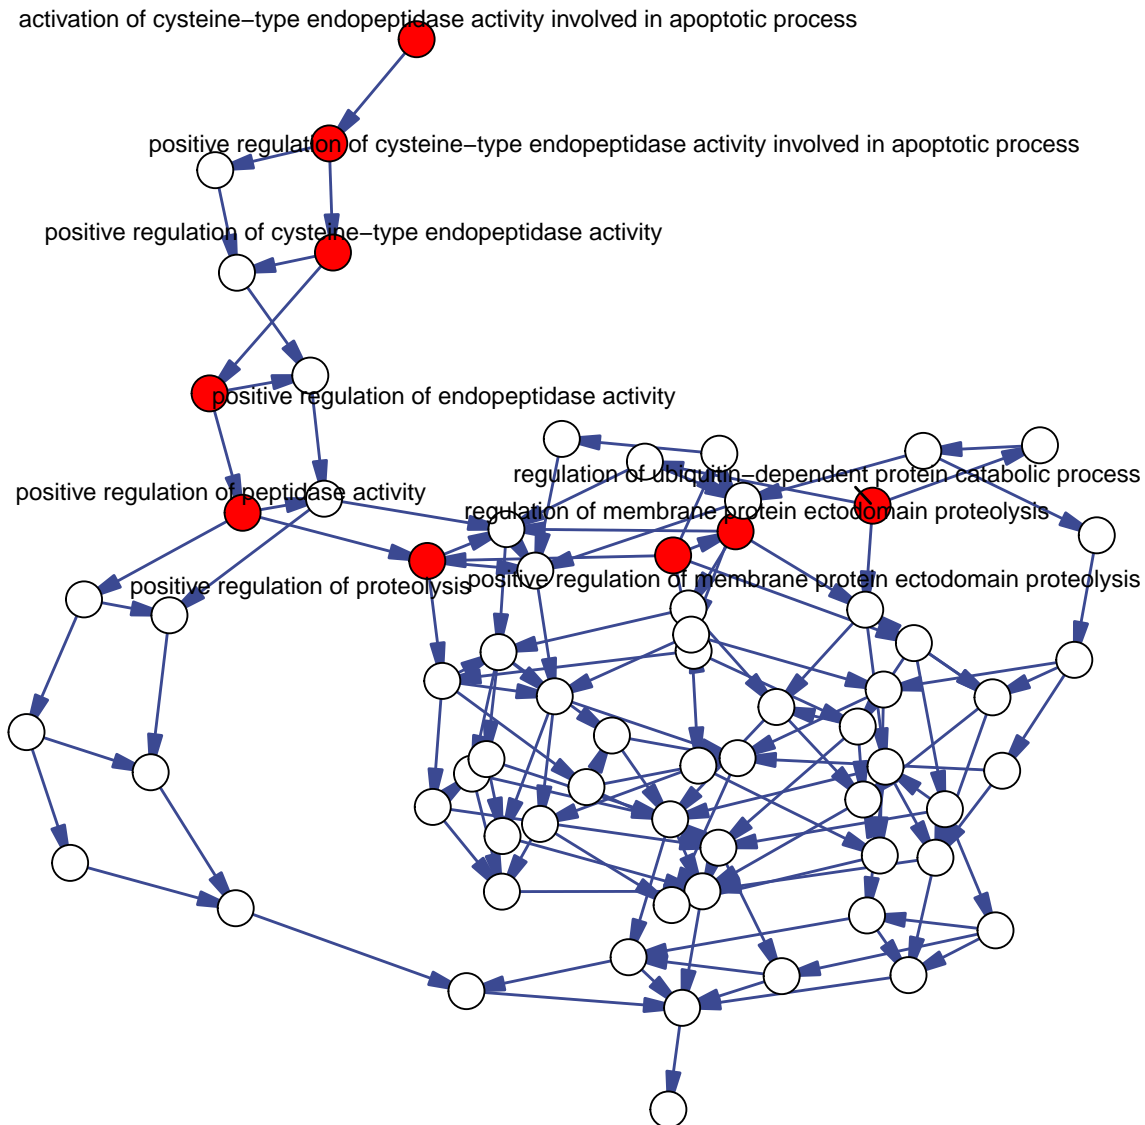 activation of cysteine−type endopeptidase activity involved in apoptotic process
positive regulation of cysteine−type endopeptidase activity involved in apoptotic process
positive regulation of cysteine−type endopeptidase activity
positive regulation of endopeptidase activity
regulation of ubiquitin−dependent protein catabolic process
positive regulation of peptidase activity
regulation of membrane protein ectodomain proteolysis
positive regulation of membrane protein ectodomain proteolysis
positive regulation of proteolysis